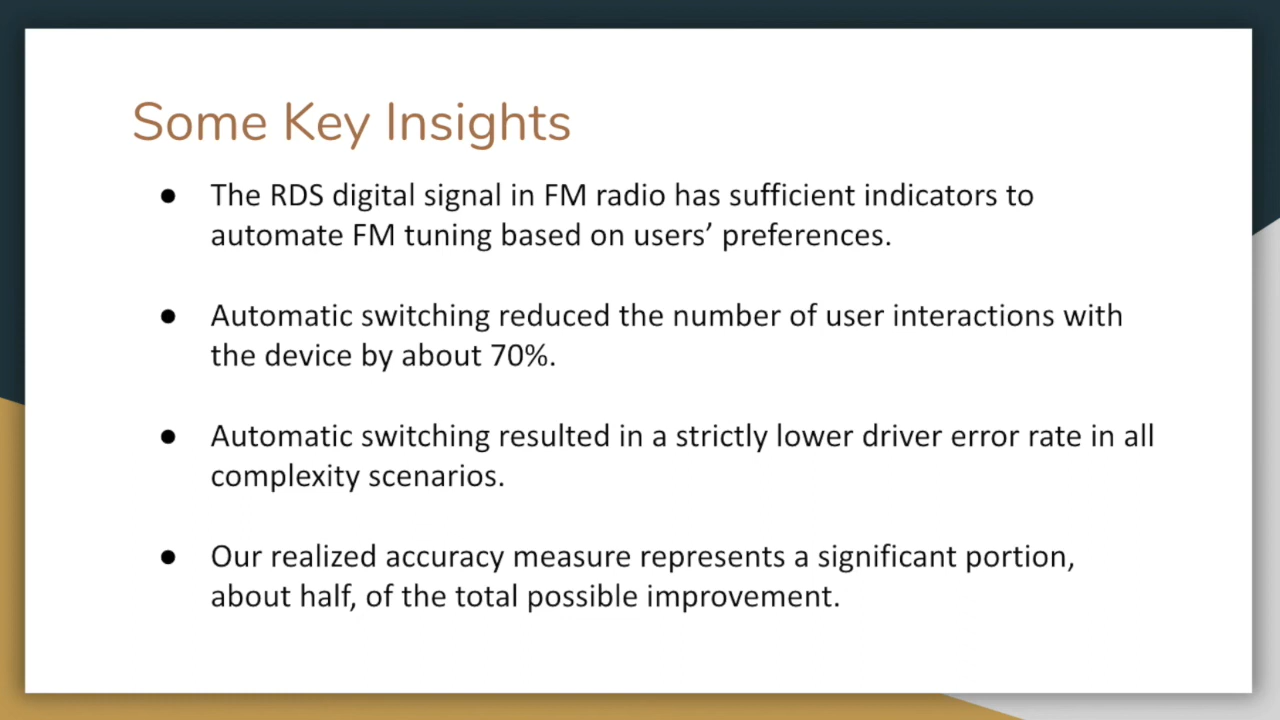 Some Key Insights
● The RDS digital signal in FM radio has sufficient indicators to
automate FM tuning based on users’ preferences.
● Automatic switching reduced the number of user interactions with
the device by about 70%.
● Automatic switching resulted in a strictly lower driver error rate in all
complexity scenarios.
● Our realized accuracy measure represents a significant portion,
about half, of the total possible improvement.